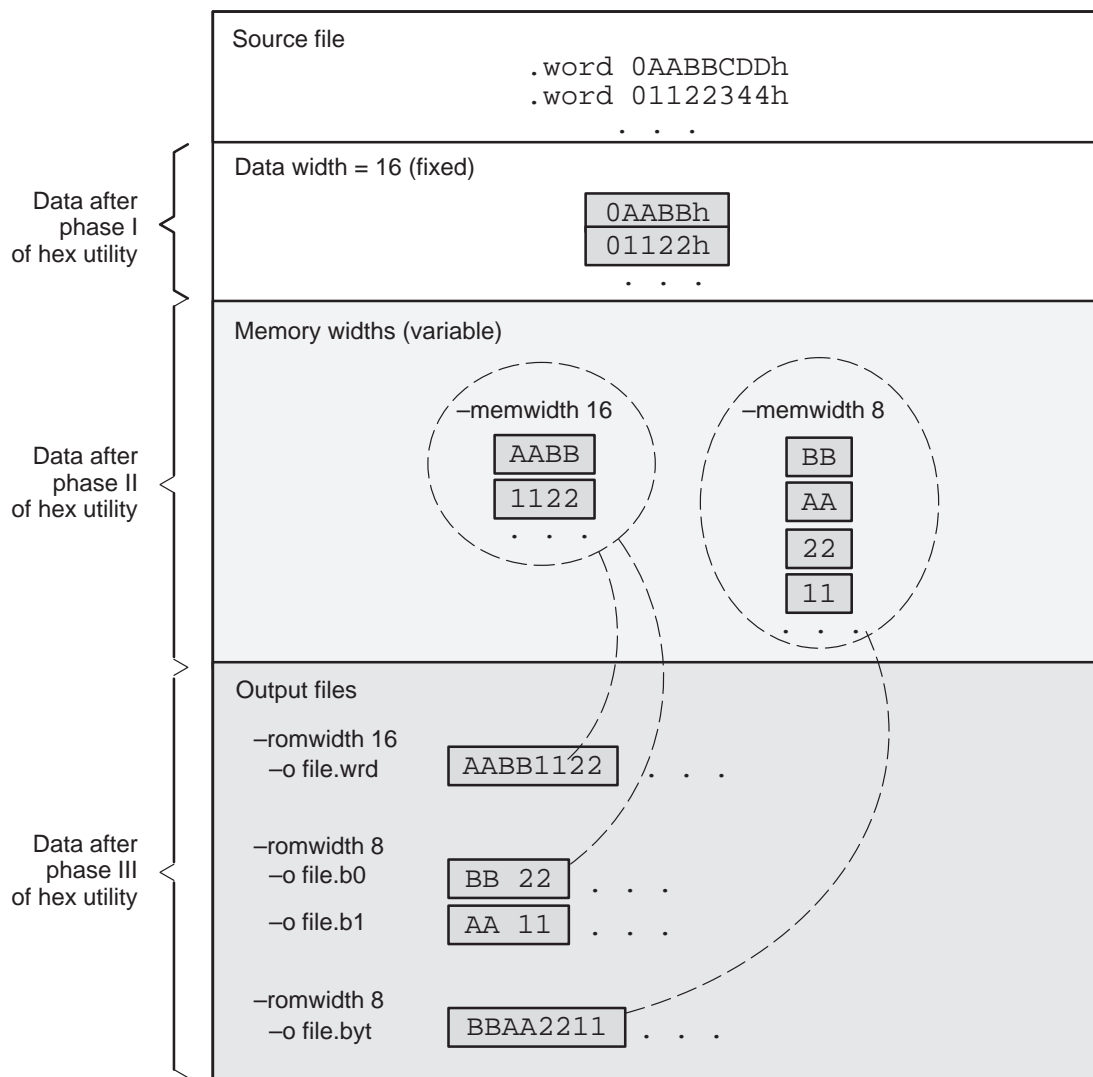 Source file
.word 0AABBCDDh
.word 01122344h
. . .
Data after
phase I
of hex utility
Data width = 16 (fixed)
0AABBh
01122h
. . .
Data after
phase II
of hex utility
Memory widths (variable)
–memwidth 16
AABB
1122
. . .
–memwidth 8
BB
AA
22
11
. . .
Data after
phase III
of hex utility
Output files
–romwidth 16
–o file.wrd AABB1122 . . .
–romwidth 8
–o file.b0 BB 22 . . .
–o file.b1 AA 11 . . .
–romwidth 8
–o file.byt BBAA2211 . . .